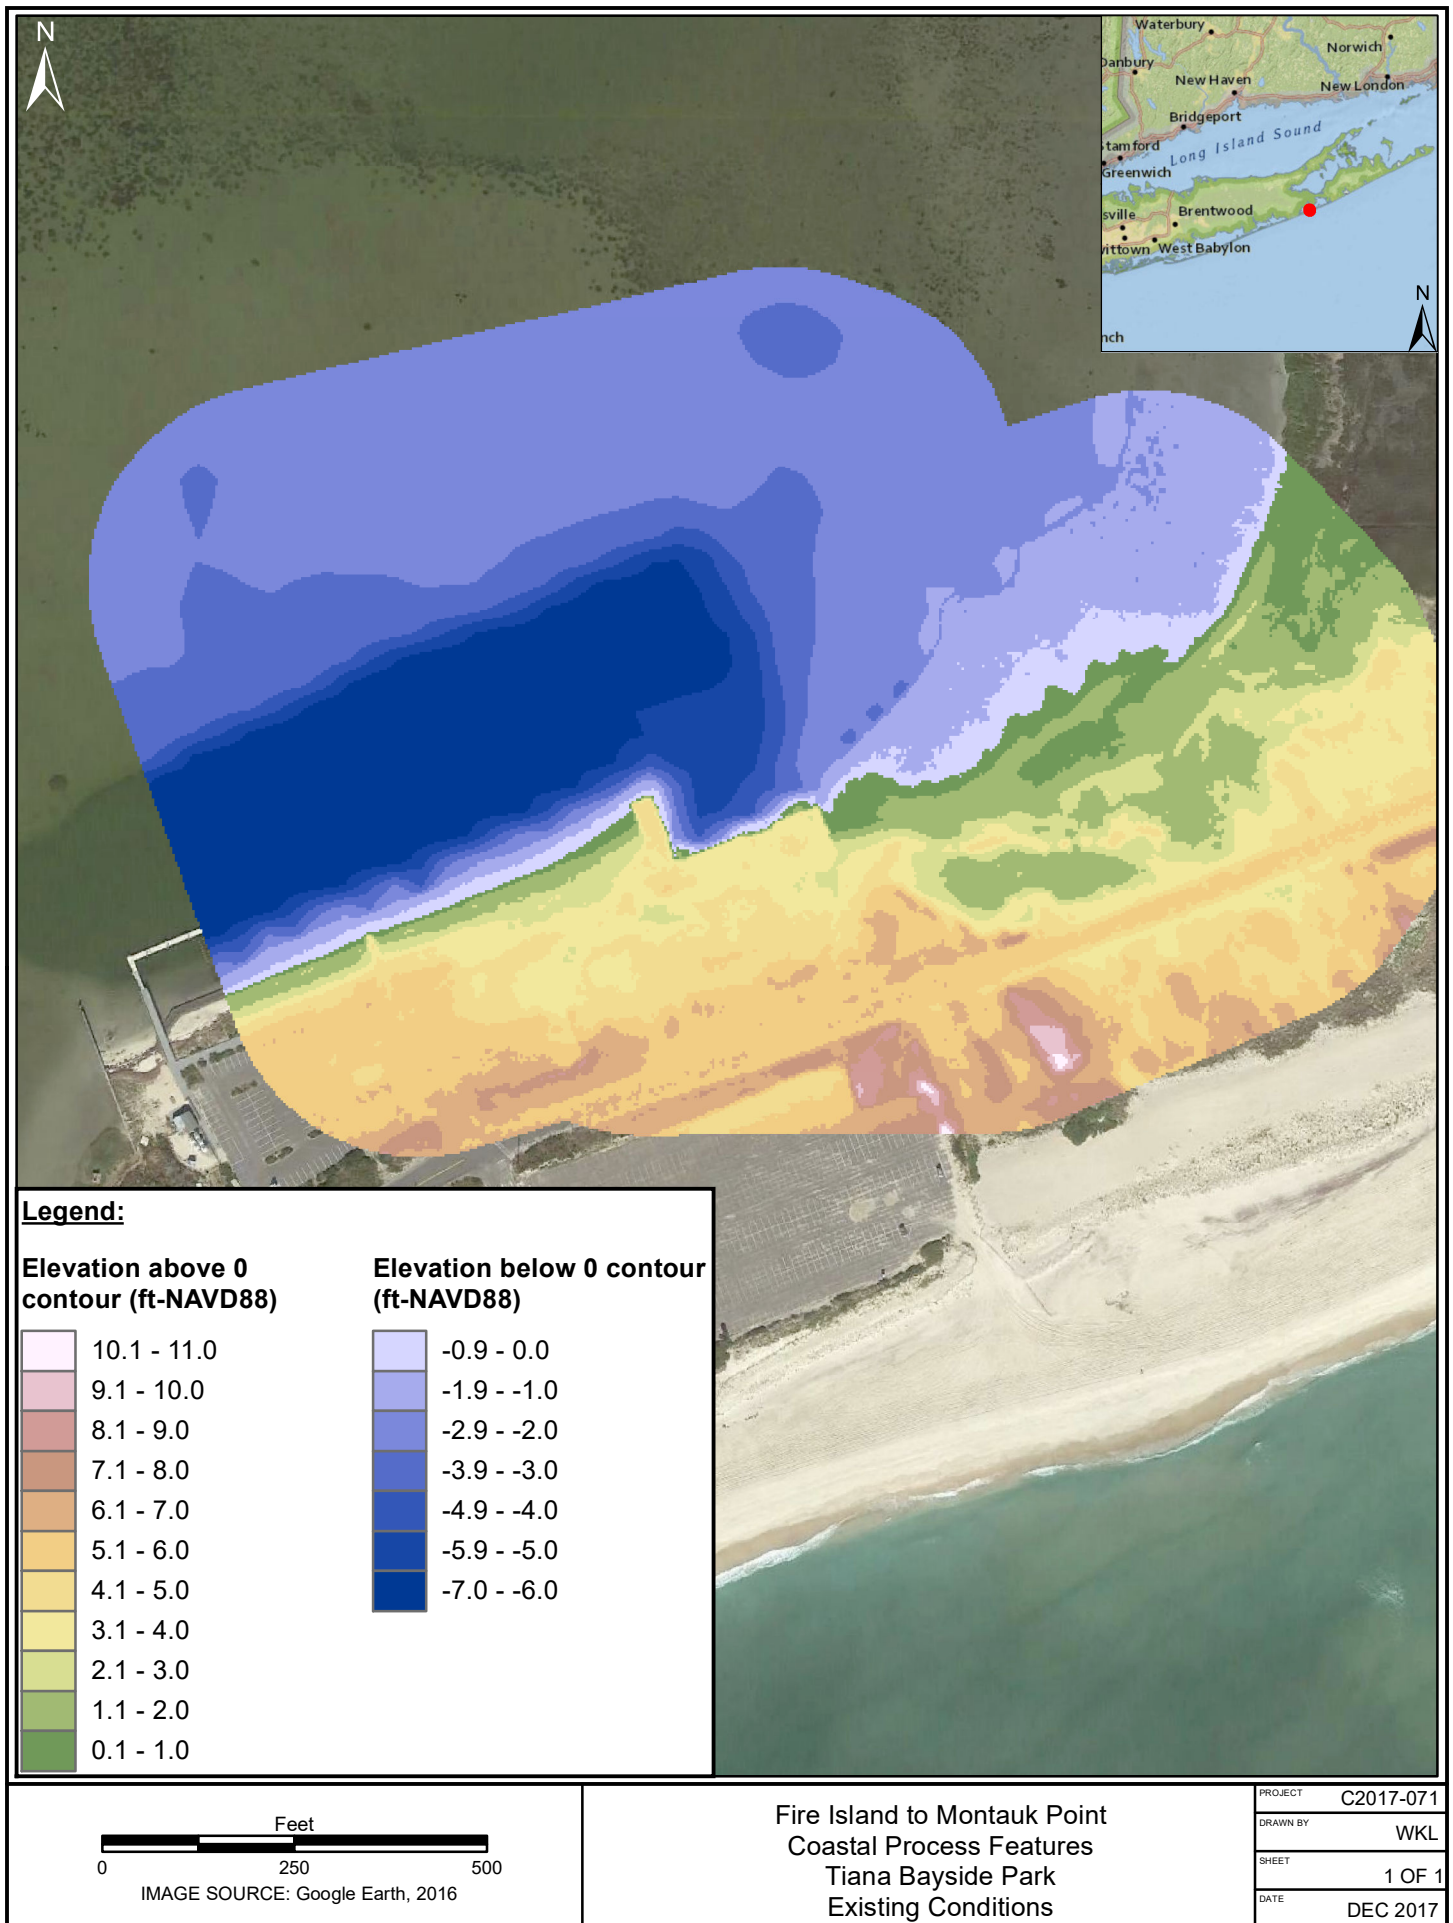 N
Waterbury
Norwich
Danbury
New Haven
New London
Bridgeport
Long Island Sound
Stamford
Greenwich
sville
Brentwood
vittown
West Babylon
N
nch
Legend:
Elevation above 0
contour (ft-NAVD88)
10.1 - 11.0
9.1 - 10.0
8.1 - 9.0
7.1 - 8.0
6.1 - 7.0
5.1 - 6.0
4.1 - 5.0
3.1 - 4.0
2.1 - 3.0
1.1 - 2.0
0.1 - 1.0
Elevation below 0 contour
(ft-NAVD88)
-0.9 - 0.0
-1.9 - -1.0
-2.9 - -2.0
-3.9 - -3.0
-4.9 - -4.0
-5.9 - -5.0
-7.0 - -6.0
Feet
0 250 500
IMAGE SOURCE: Google Earth, 2016
Fire Island to Montauk Point
Coastal Process Features
Tiana Bayside Park
Existing Conditions
PROJECT C2017-071
DRAWN BY WKL
SHEET 1 OF 1
DATE DEC 2017